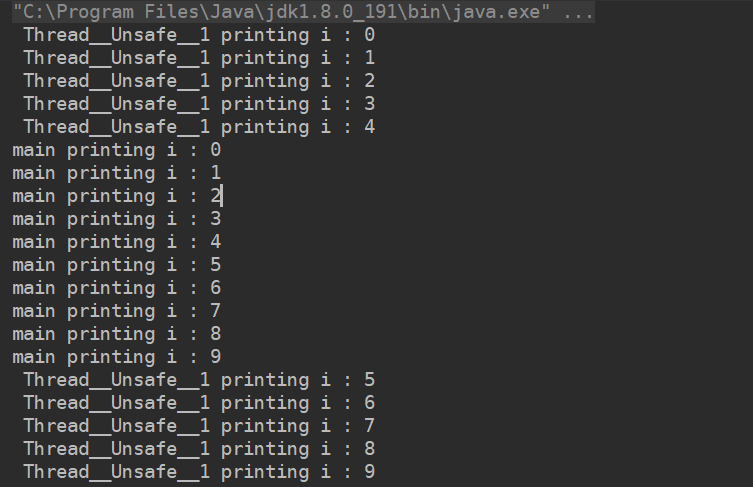 "C:\Program Files\Java\jdk1.8.0_191\bin\java.exe" ...
Thread__Unsafe__1 printing i : 0
Thread__Unsafe__1 printing i : 1
Thread__Unsafe__1 printing i : 2
Thread__Unsafe__1 printing i : 3
Thread__Unsafe__1 printing i : 4
main printing i : 0
main printing i : 1
main printing i : 2
main printing i : 3
main printing i : 4
main printing i : 5
main printing i : 6
main printing i : 7
main printing i : 8
main printing i : 9
Thread__Unsafe__1 printing i : 5
Thread__Unsafe__1 printing i : 6
Thread__Unsafe__1 printing i : 7
Thread__Unsafe__1 printing i : 8
Thread__Unsafe__1 printing i : 9